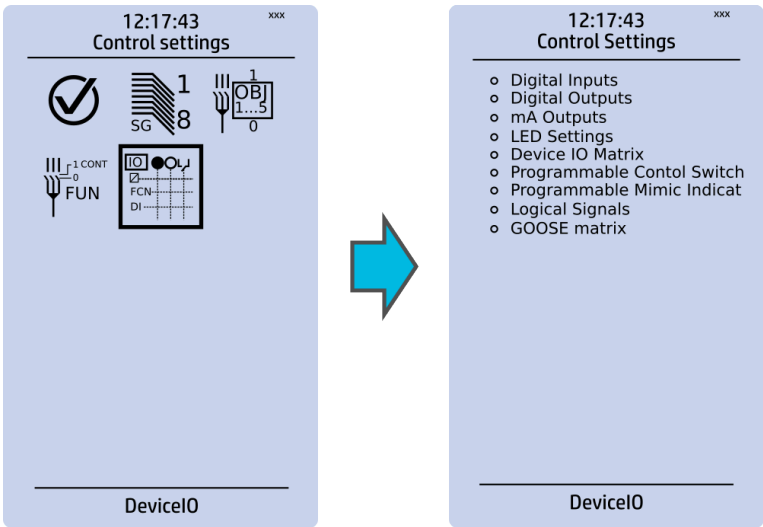 12:17:43
xxx
Control settings
1
SG
8
1
OBJ
1...5
0
1 CONT
0
FUN
IO
FCN
DI
DeviceIO
12:17:43
xxx
Control Settings
Digital Inputs
Digital Outputs
mA Outputs
LED Settings
Device IO Matrix
Programmable Contol Switch
Programmable Mimic Indicat
Logical Signals
GOOSE matrix
DeviceIO